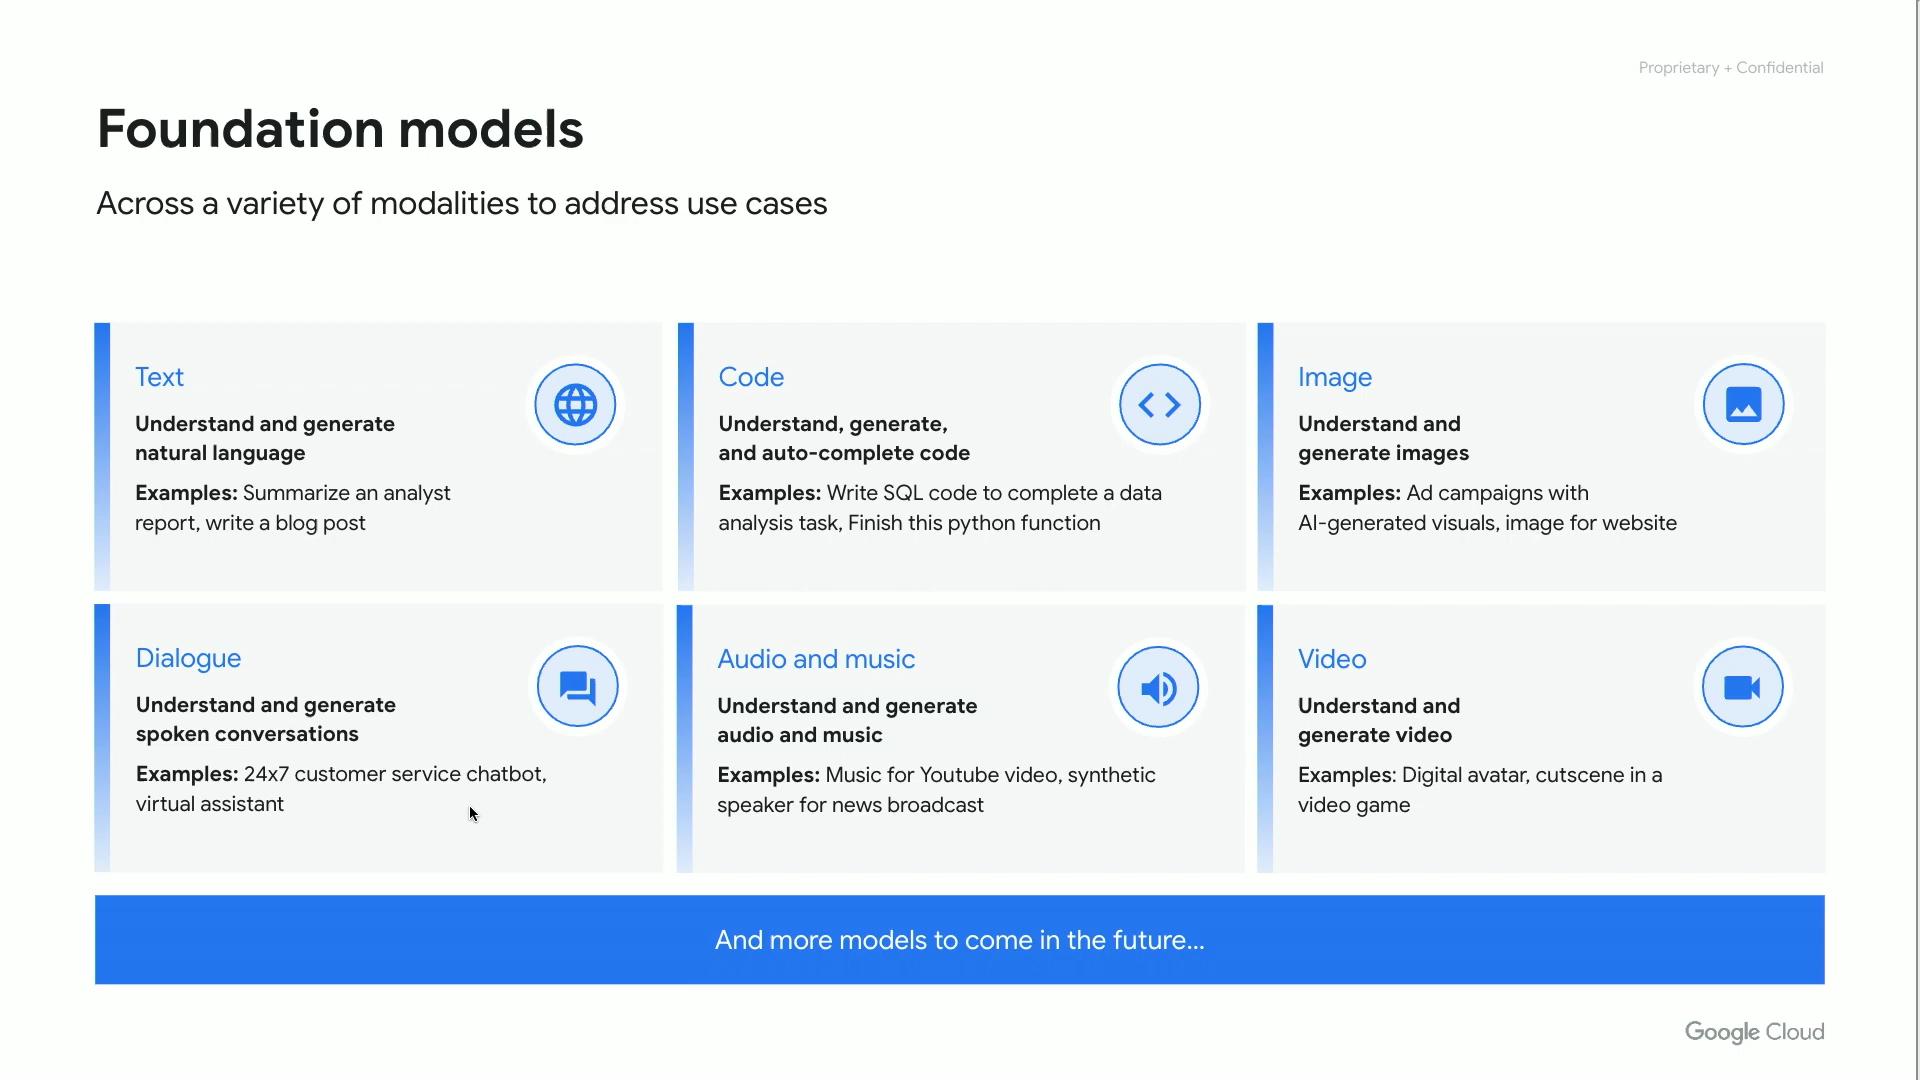 Proprietary + Confidential
Foundation models
Across a variety of modalities to address use cases
Text
Understand and generate
natural language
Examples: Summarize an analyst
report, write a blog post
Code
Understand, generate,
and auto-complete code
Examples: Write SQL code to complete a data
analysis task, Finish this python function
Image
Understand and
generate images
Examples: Ad campaigns with
AI-generated visuals, image for website
Dialogue
Understand and generate
spoken conversations
Examples: 24x7 customer service chatbot,
virtual assistant
Audio and music
Understand and generate
audio and music
Examples: Music for Youtube video, synthetic
speaker for news broadcast
Video
Understand and
generate video
Examples: Digital avatar, cutscene in a
video game
And more models to come in the future...
Google Cloud